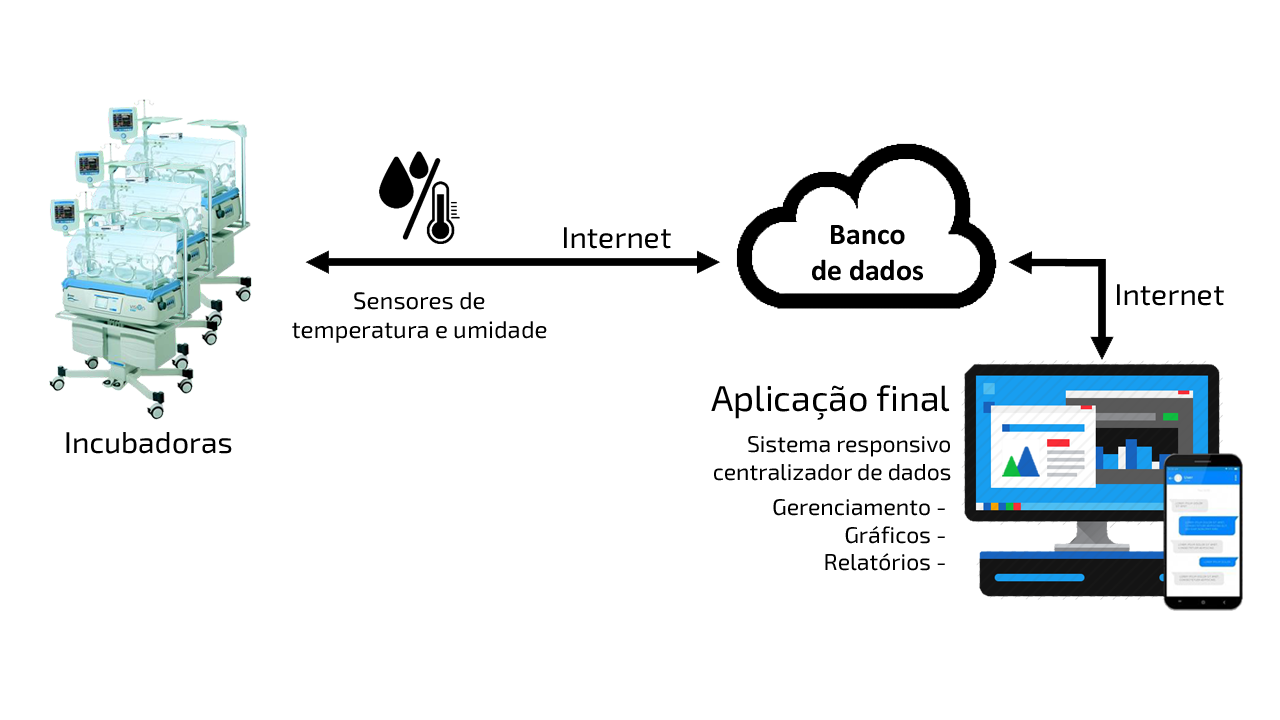 Internet
Banco
de dados
Sensores de
temperatura e umidade
Internet
Incubadoras
Aplicação final
Sistema responsivo
centralizador de dados
Gerenciamento -
Gráficos -
Relatórios -